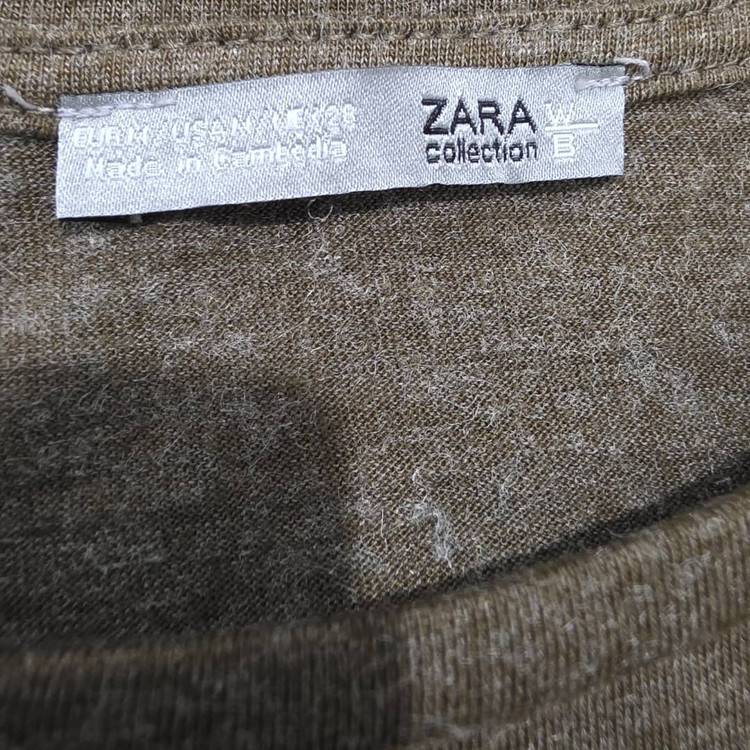 EUR M USA M MEX 28
Made in Cambodia
ZARA
collection
W
B